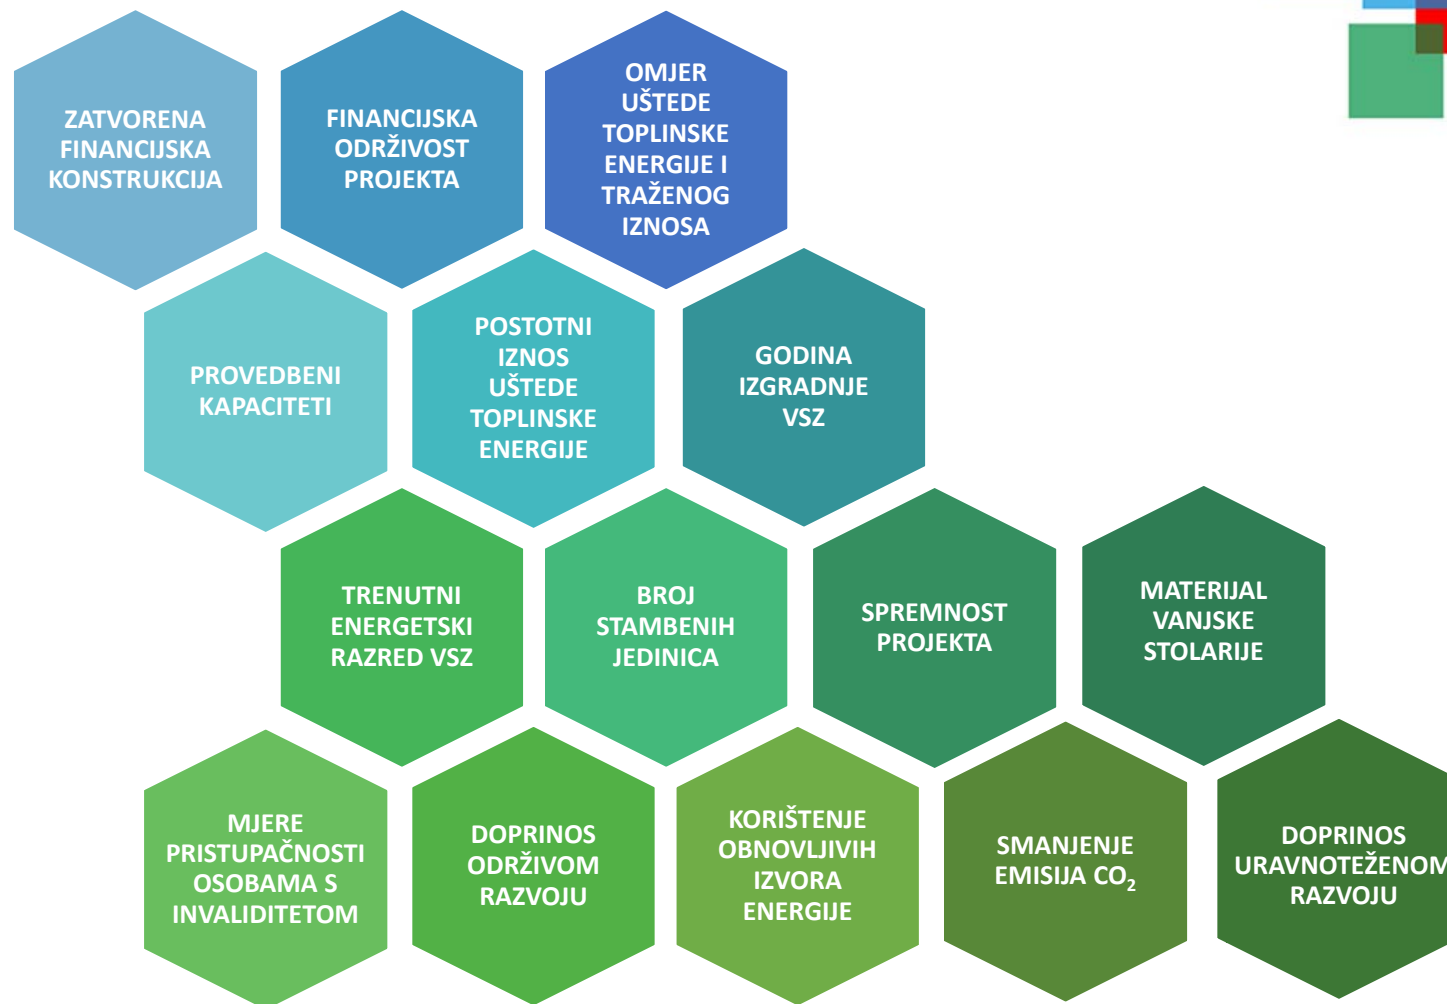 ZATVORENA
FINANCIJSKA
KONSTRUKCIJA
FINANCIJSKA
ODRŽIVOST
PROJEKTA
OMJER
UŠTEDE
TOPLINSKE
ENERGIJE I
TRAŽENOG
IZNOSA
PROVEDBENI
KAPACITETI
POSTOTNI
IZNOS
UŠTEDE
TOPLINSKE
ENERGIJE
GODINA
IZGRADNJE
VSZ
TRENUTNI
ENERGETSKI
RAZRED VSZ
BROJ
STAMBENIH
JEDINICA
SPREMNOST
PROJEKTA
MATERIJAL
VANJSKE
STOLARIJE
MJERE
PRISTUPAČNOSTI
OSOBAMA S
INVALIDITETOM
DOPRINOS
ODRŽIVOM
RAZVOJU
KORIŠTENJE
OBNOVLJIVIH
IZVORA
ENERGIJE
SMANJENJE
EMISIJA CO₂
DOPRINOS
URAVNOTEŽENOM
RAZVOJU